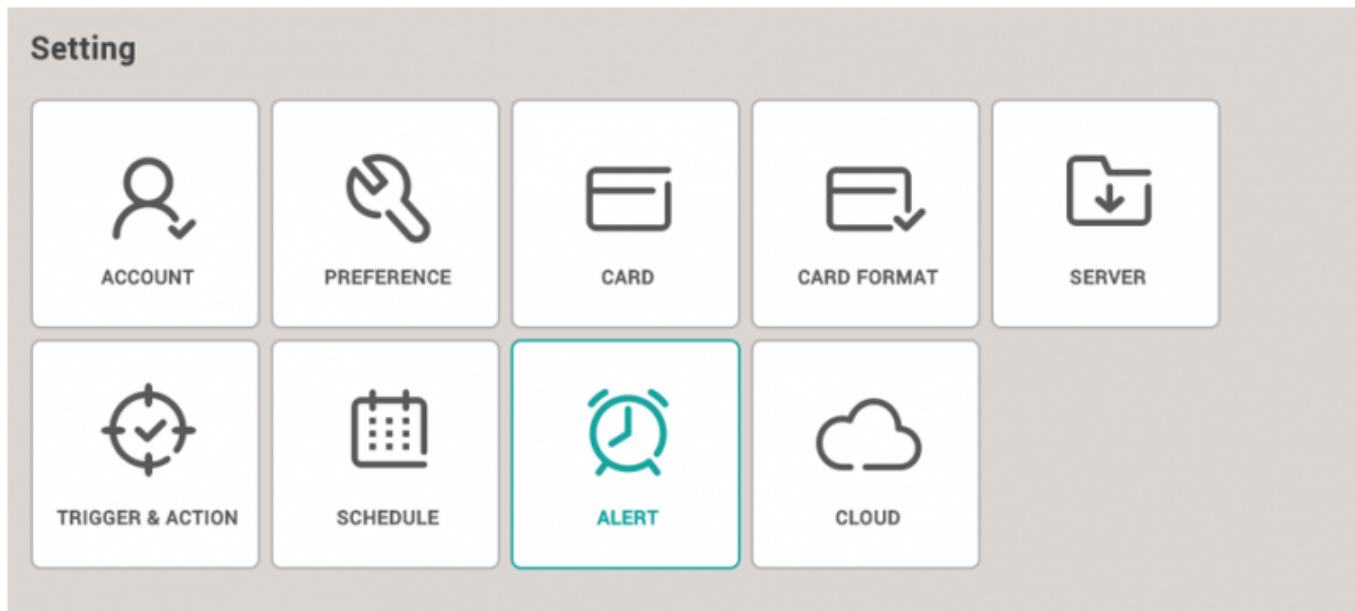 Setting
ACCOUNT
PREFERENCE
CARD
CARD FORMAT
SERVER
TRIGGER & ACTION
SCHEDULE
ALERT
CLOUD